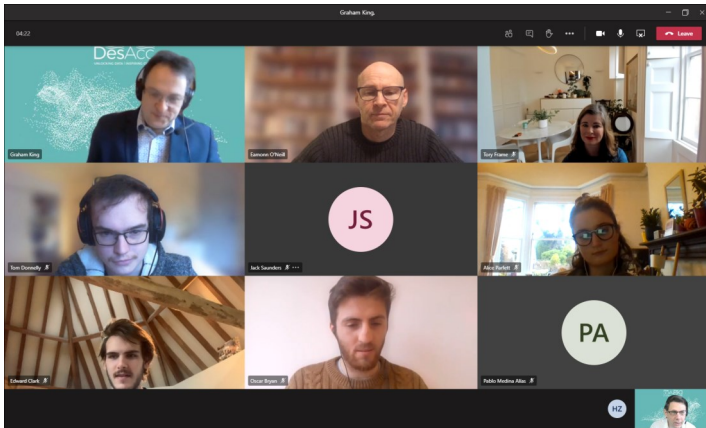 Graham King,
04:22
Leave
DesAcc
Graham King
Eamonn O'Neill
Tory Frame
Tom Donnelly
JS
Jack Saunders
Alice Parfett
Edward Clark
Oscar Bryan
PA
Pablo Medina Alias
HZ